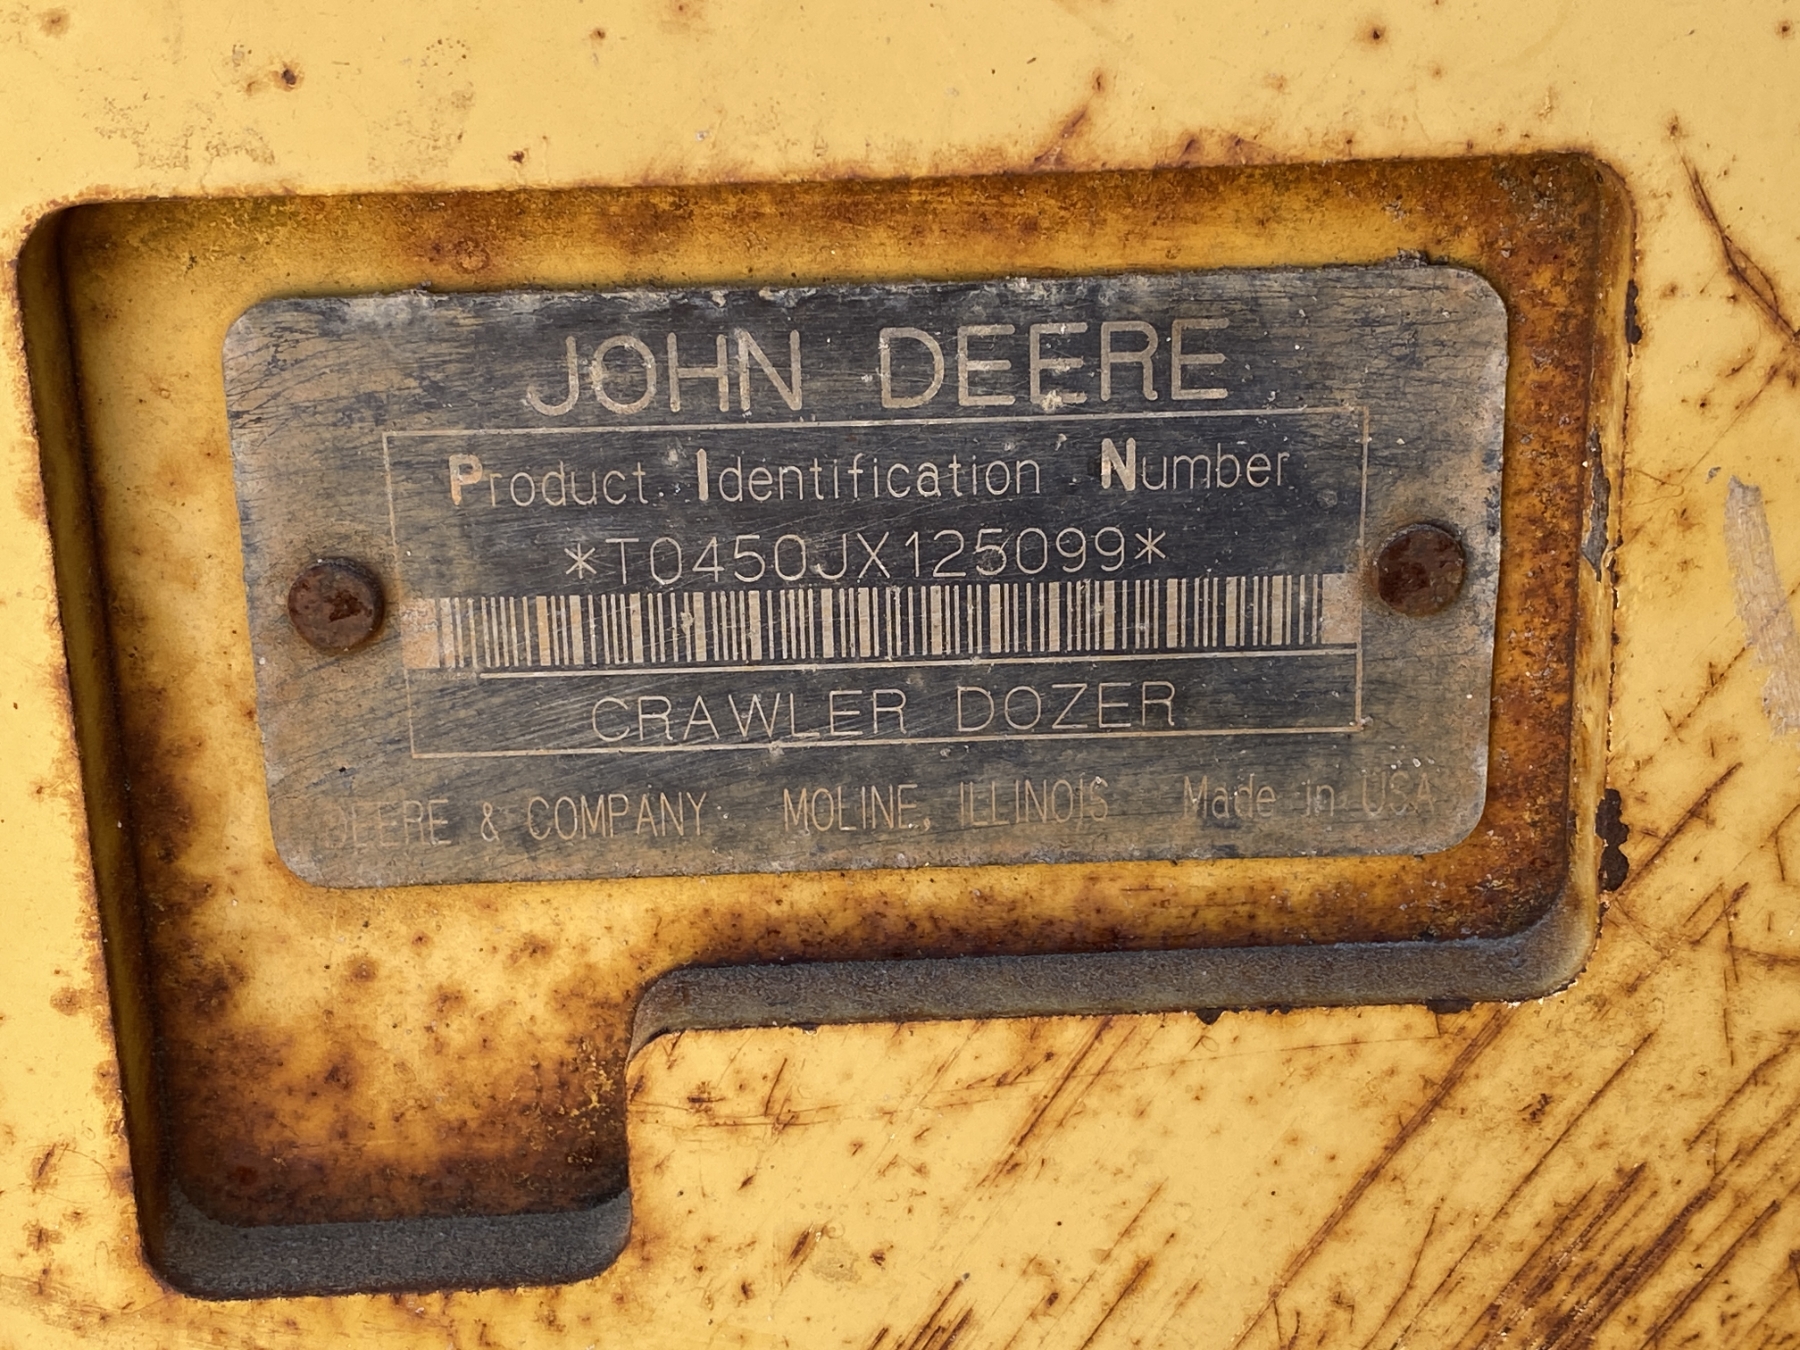 JOHN DEERE
Product Identification Number
*T0450JX125099*
CRAWLER DOZER
DEERE & COMPANY MOLINE, ILLINOIS Made in USA